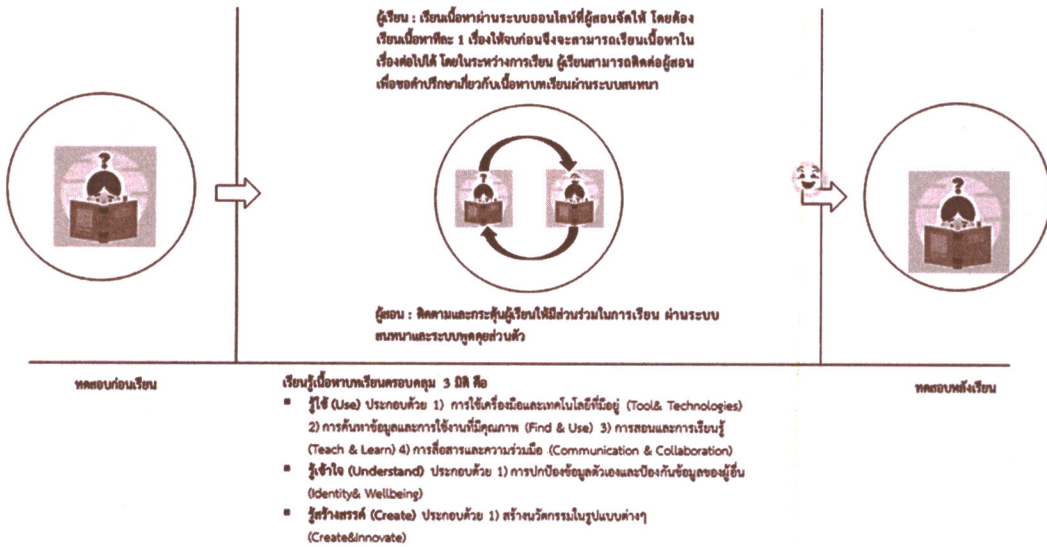 ผู้เรียน : เรียนเนื้อหาผ่านระบบออนไลน์ที่ผู้สอนจัดให้ โดยต้อง
เรียนเนื้อหาทีละ 1 เรื่องให้จบก่อนจึงจะสามารถเรียนเนื้อหาใน
เรื่องต่อไปได้ โดยในระหว่างการเรียน ผู้เรียนสามารถติดต่อผู้สอน
เพื่อขอคำปรึกษาเกี่ยวกับเนื้อหาบทเรียนผ่านระบบสนทนา
ผู้สอน : ติดตามและกระตุ้นผู้เรียนให้มีส่วนร่วมในการเรียน ผ่านระบบ
สนทนาและระบบพูดคุยส่วนตัว
ทดสอบก่อนเรียน
เรียนรู้เนื้อหาบทเรียนครอบคลุม 3 มิติ คือ
▪ รู้ใช้ (Use) ประกอบด้วย 1) การใช้เครื่องมือและเทคโนโลยีที่มีอยู่ (Tool& Technologies)
2) การค้นหาข้อมูลและการใช้งานที่มีคุณภาพ (Find & Use) 3) การสอนและการเรียนรู้
(Teach & Learn) 4) การสื่อสารและความร่วมมือ (Communication & Collaboration)
▪ รู้เข้าใจ (Understand) ประกอบด้วย 1) การปกป้องข้อมูลตัวเองและป้องกันข้อมูลของผู้อื่น
(Identity& Wellbeing)
▪ รู้สร้างสรรค์ (Create) ประกอบด้วย 1) สร้างนวัตกรรมในรูปแบบต่างๆ
(Create&Innovate)
ทดสอบหลังเรียน